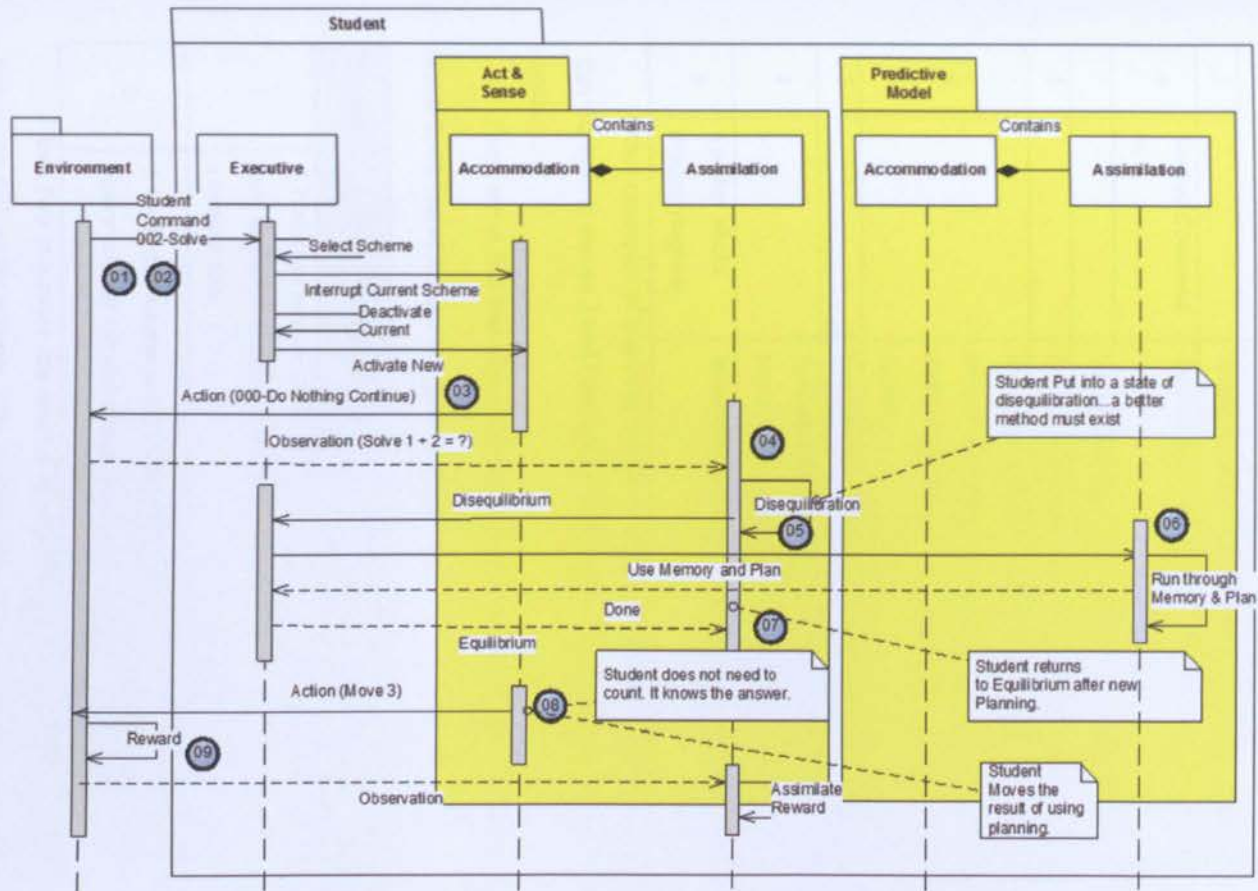 Student
Act &
Sense
Predictive
Model
Contains
Contains
Environment
Executive
Accommodation
Assimilation
Accommodation
Assimilation
Student
Command
002-Solve
Select Scheme
01
02
Interrupt Current Scheme
Deactivate
Current
Activate New
03
Action (000-Do Nothing Continue)
Student Put into a state of
disequilibration...a better
method must exist
Observation (Solve 1 + 2 = ?)
04
Disequilibrium
Disequilibration
05
06
Use Memory and Plan
Run through
Memory & Plan
Done
07
Equilibrium
Student does not need to
count. It knows the answer.
Student returns
to Equilibrium after new
Planning.
Action (Move 3)
08
Reward
09
Observation
Assimilate
Reward
Student
Moves the
result of using
planning.